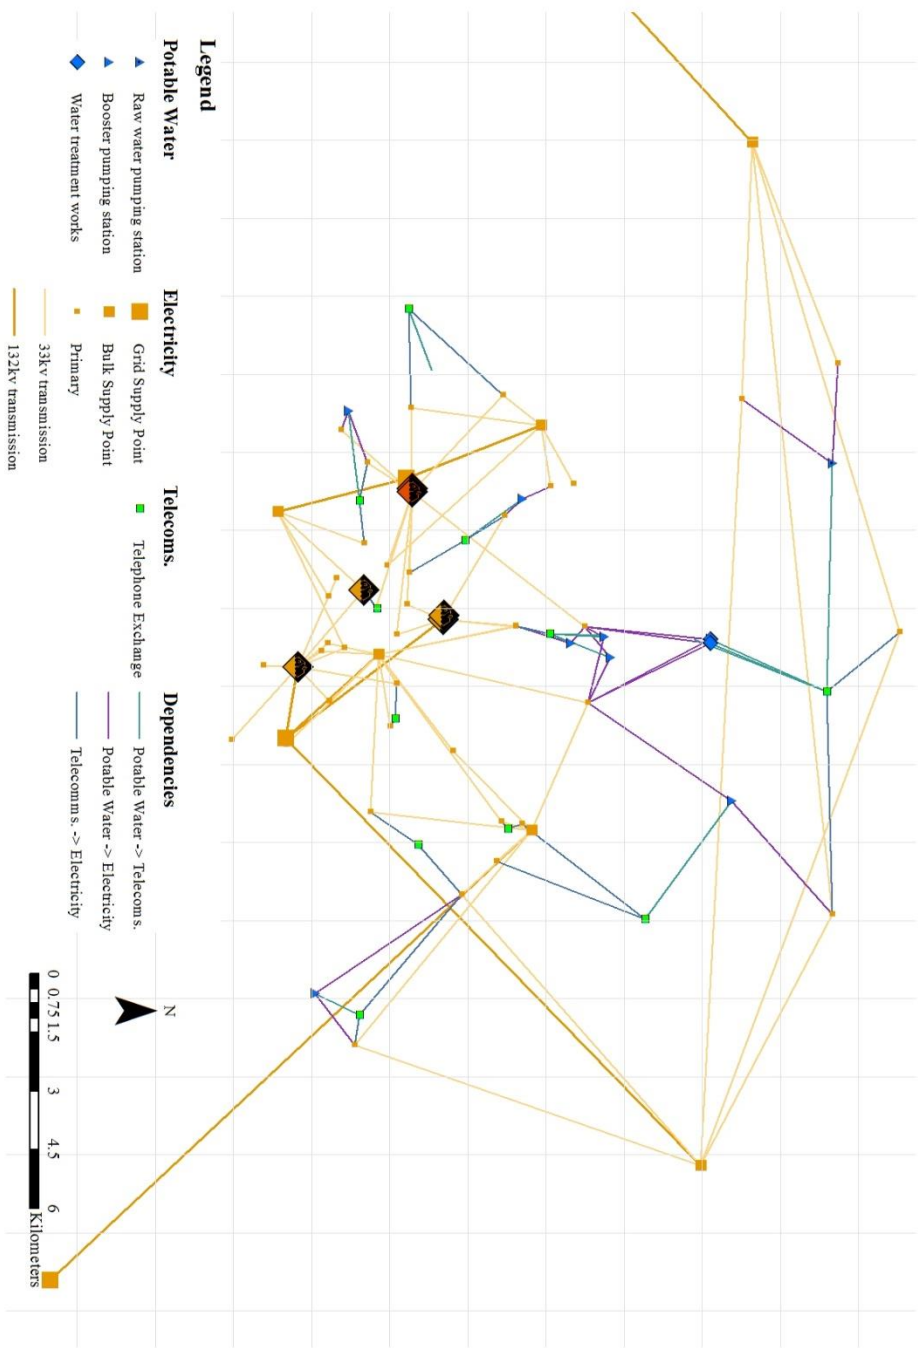 Legend
Potable Water
Raw water pumping station
Booster pumping station
Water treatment works
Electricity
Grid Supply Point
Bulk Supply Point
Primary
33kv transmission
132kv transmission
Telecoms.
Telephone Exchange
Dependencies
Potable Water -> Telecoms.
Potable Water -> Electricity
Telecomms. -> Electricity
N
0 0.75 1.5 3 4.5 6
Kilometers